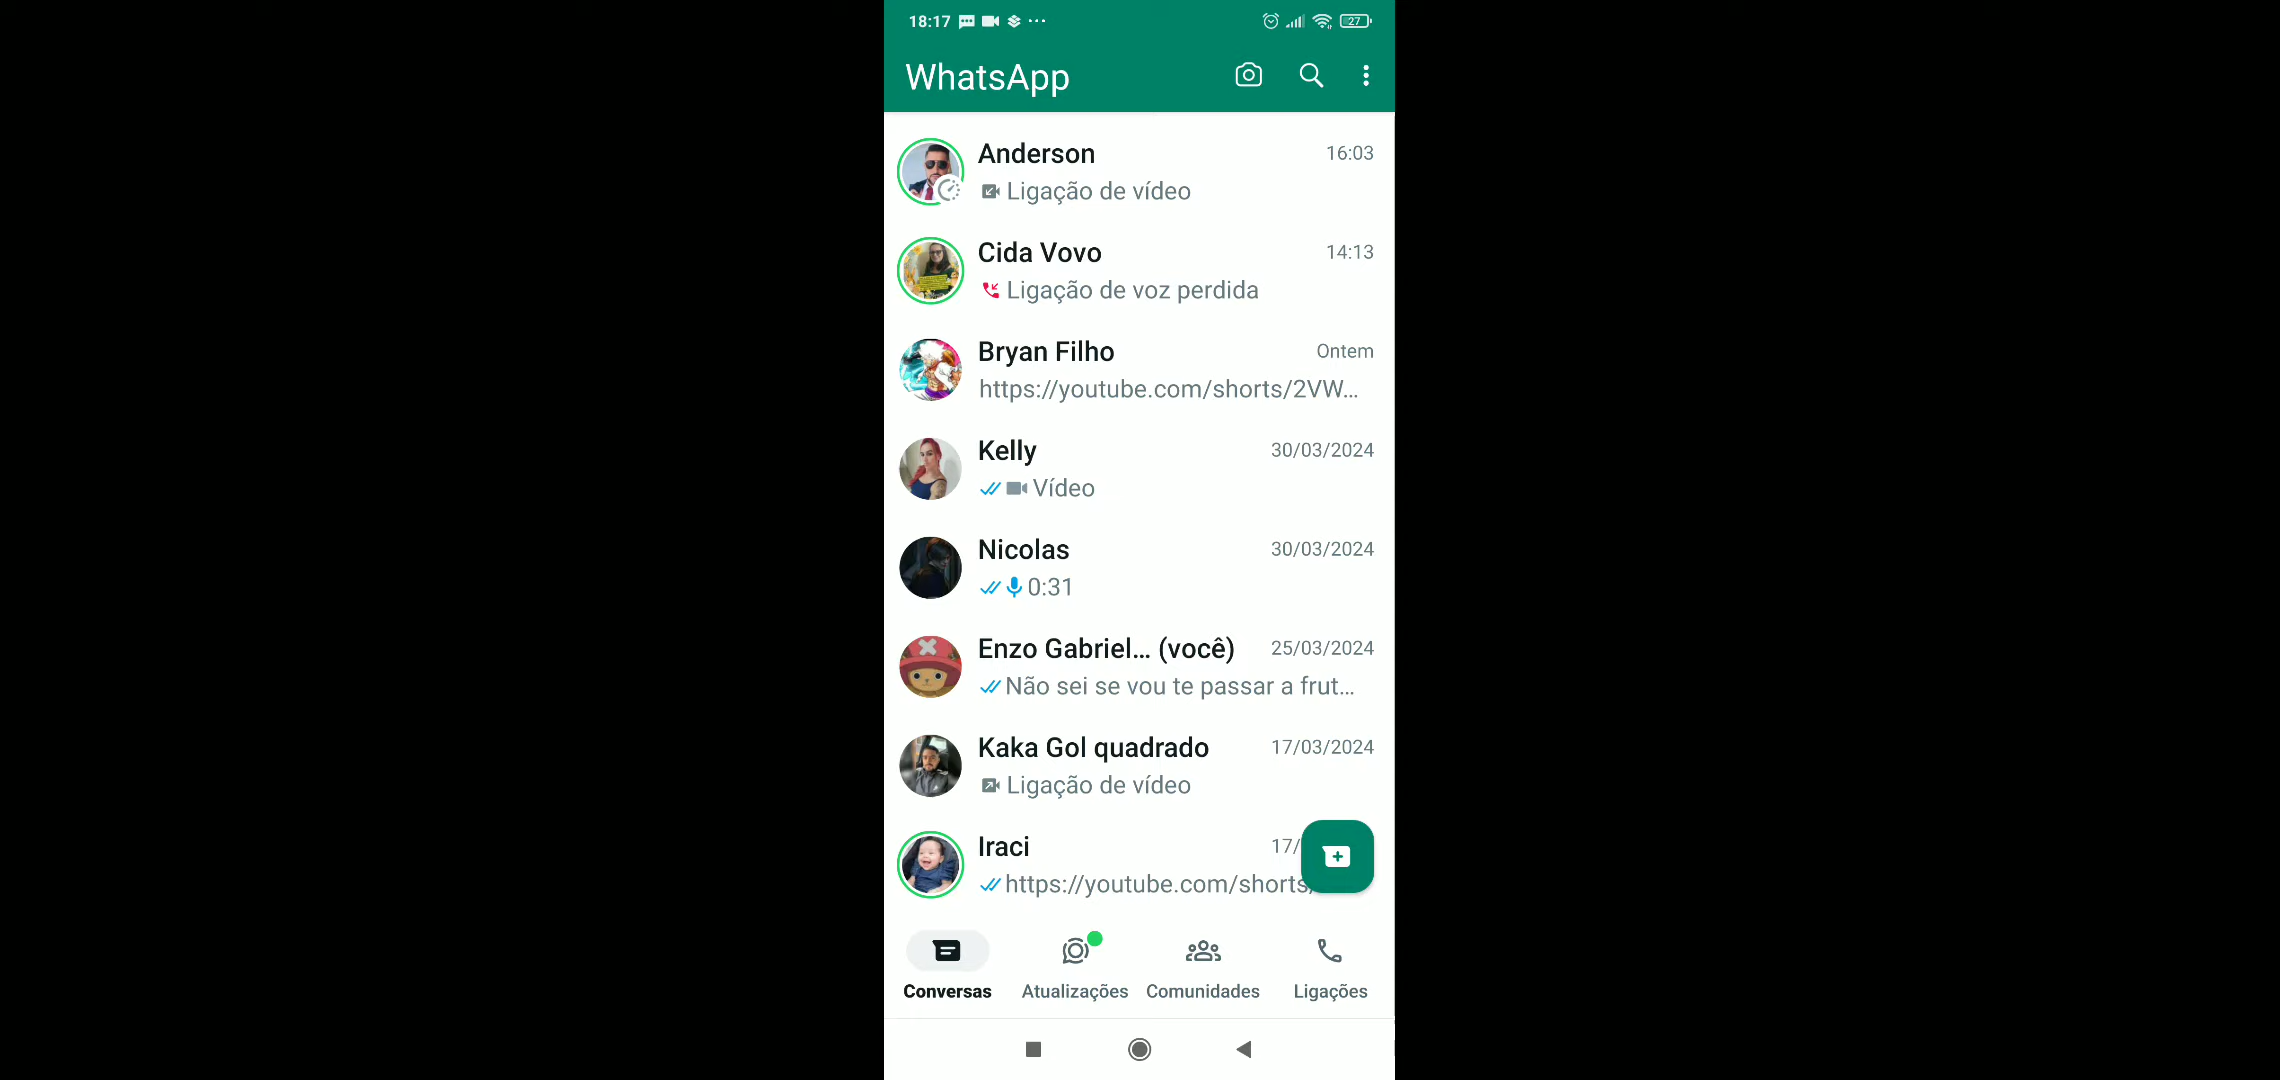 18:17
27
WhatsApp
Anderson 16:03
Ligação de vídeo
Cida Vovo 14:13
Ligação de voz perdida
Bryan Filho Ontem
https://youtube.com/shorts/2VW...
Kelly 30/03/2024
Vídeo
Nicolas 30/03/2024
0:31
Enzo Gabriel... (você) 25/03/2024
Não sei se vou te passar a frut...
Kaka Gol quadrado 17/03/2024
Ligação de vídeo
Iraci 17/
https://youtube.com/shorts/
Conversas Atualizações Comunidades Ligações